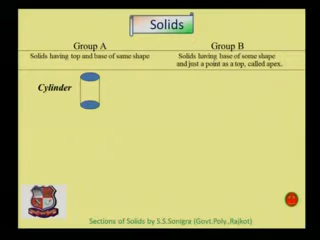 Solids
Group A
Group B
Solids having top and base of same shape
Solids having base of some shape
and just a point as a top, called apex.
Cylinder
Sections of Solids by S.S.Sonigra (Govt.Poly.,Rajkot)